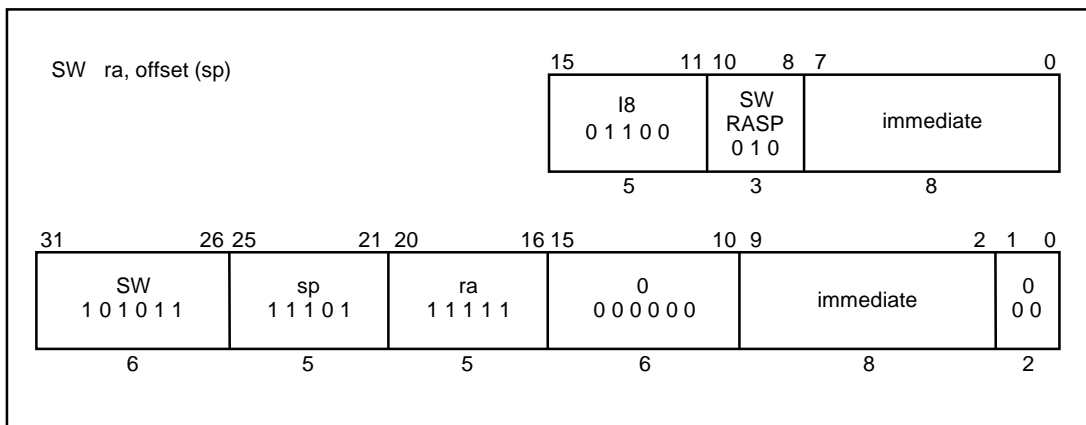 SW ra, offset (sp)
15 11 10 8 7 0
I8 SW immediate
0 1 1 0 0 RASP
0 1 0
5 3 8
31 26 25 21 20 16 15 10 9 2 1 0
SW sp ra 0 immediate 0
1 0 1 0 1 1 1 1 1 0 1 1 1 1 1 1 0 0 0 0 0 0 0 0
6 5 5 6 8 2